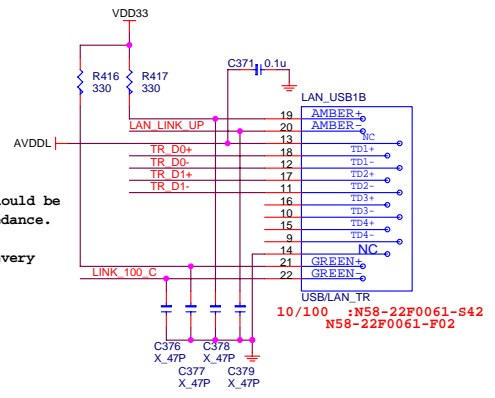 VDD33
R416
330
R417
330
C371 0.1u
LAN_USB1B
19 AMBER+
LAN_LINK_UP 20 AMBER-
AVDDL 13 NC
TR_D0+ 18 TD1+
TR_D0- 12 TD1-
TR_D1+ 17 TD2+
TR_D1- 11 TD2-
16 TD3+
10 TD3-
15 TD4+
9 TD4-
14 NC
21 GREEN+
LINK_100_C 22 GREEN-
ould be
edance.
very
USB/LAN_TR
10/100 :N58-22F0061-S42
N58-22F0061-F02
C376
X_47P
C377
X_47P
C378
X_47P
C379
X_47P